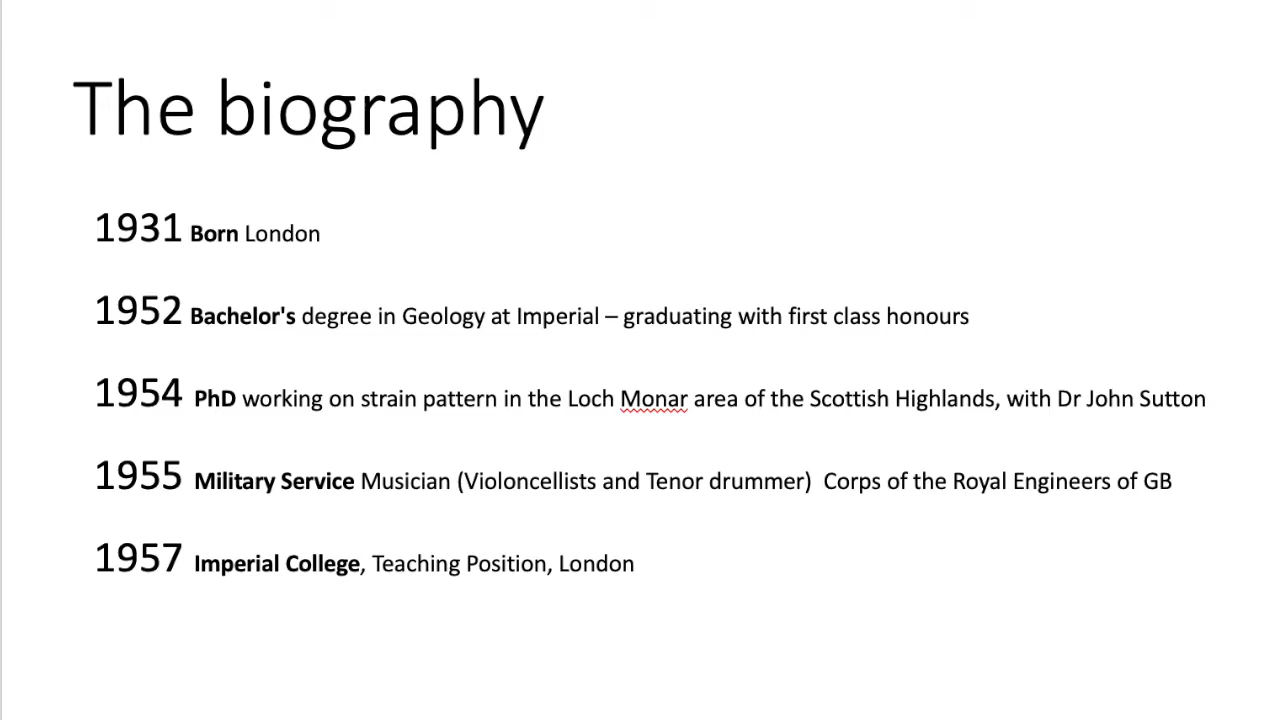 The biography
1931 Born London
1952 Bachelor's degree in Geology at Imperial – graduating with first class honours
1954 PhD working on strain pattern in the Loch Monar area of the Scottish Highlands, with Dr John Sutton
1955 Military Service Musician (Violoncellists and Tenor drummer)  Corps of the Royal Engineers of GB
1957 Imperial College, Teaching Position, London